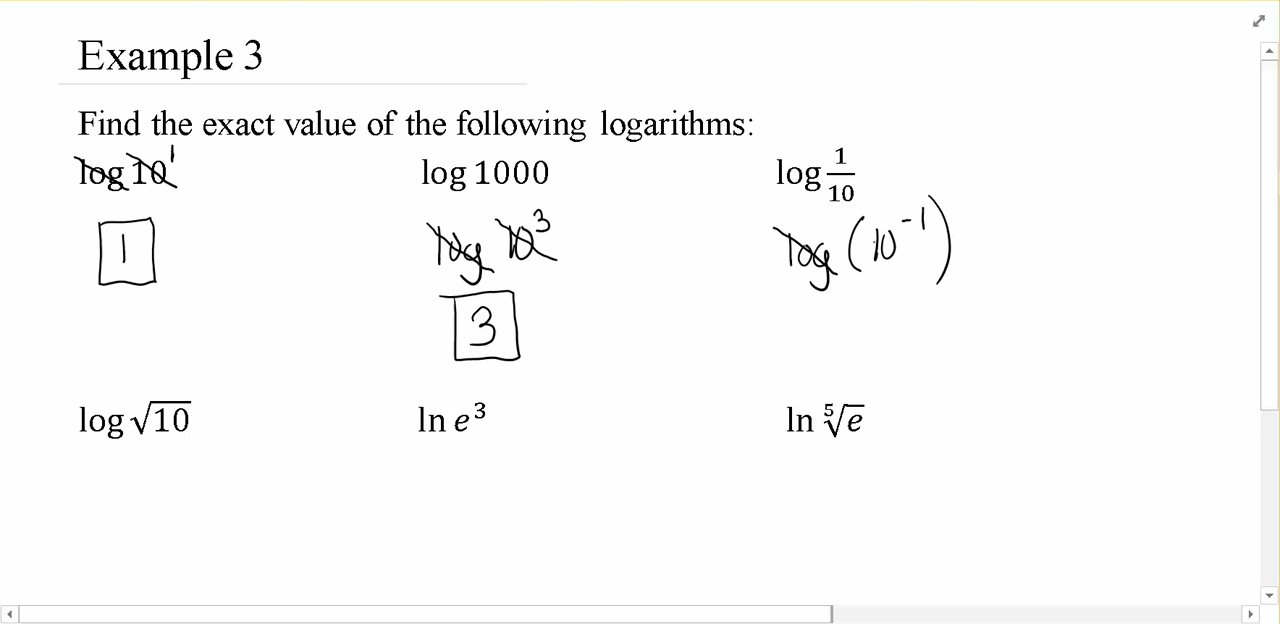 Example 3
Find the exact value of the following logarithms:
log 10¹ log 1000 log 1/10
1 log 10³ log (10⁻¹)
3
log √10 ln e³ ln ⁵√e